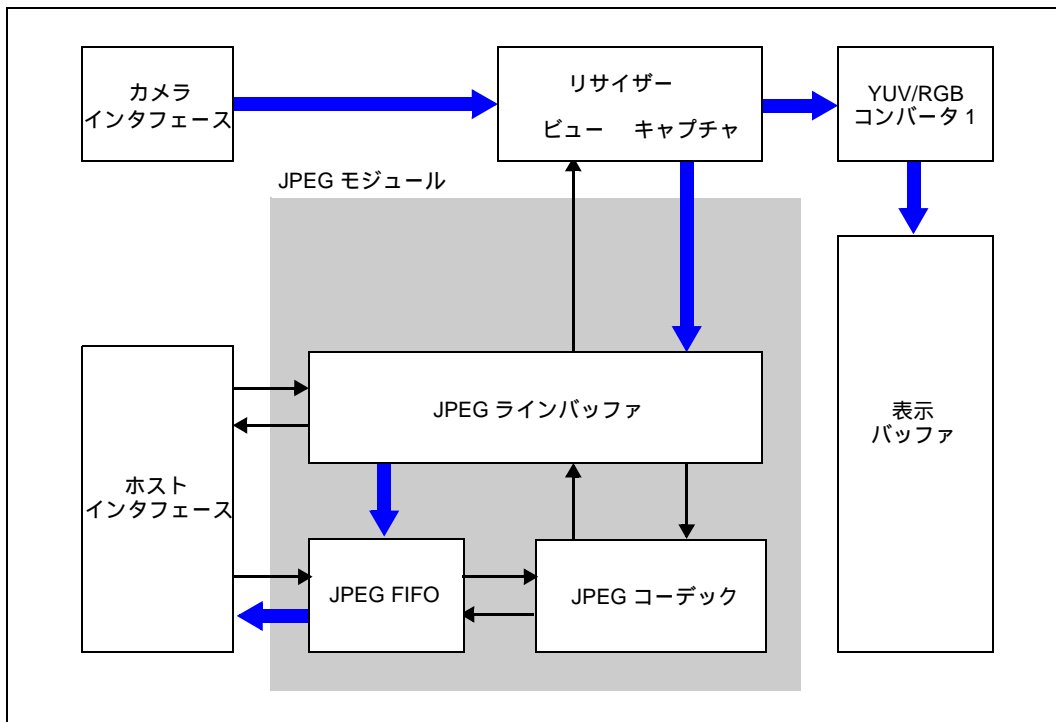 カメラ
インタフェース
リサイザー
ビュー キャプチャ
YUV/RGB
コンバータ 1
JPEG モジュール
JPEG ラインバッファ
表示
バッファ
ホスト
インタフェース
JPEG FIFO
JPEG コーデック